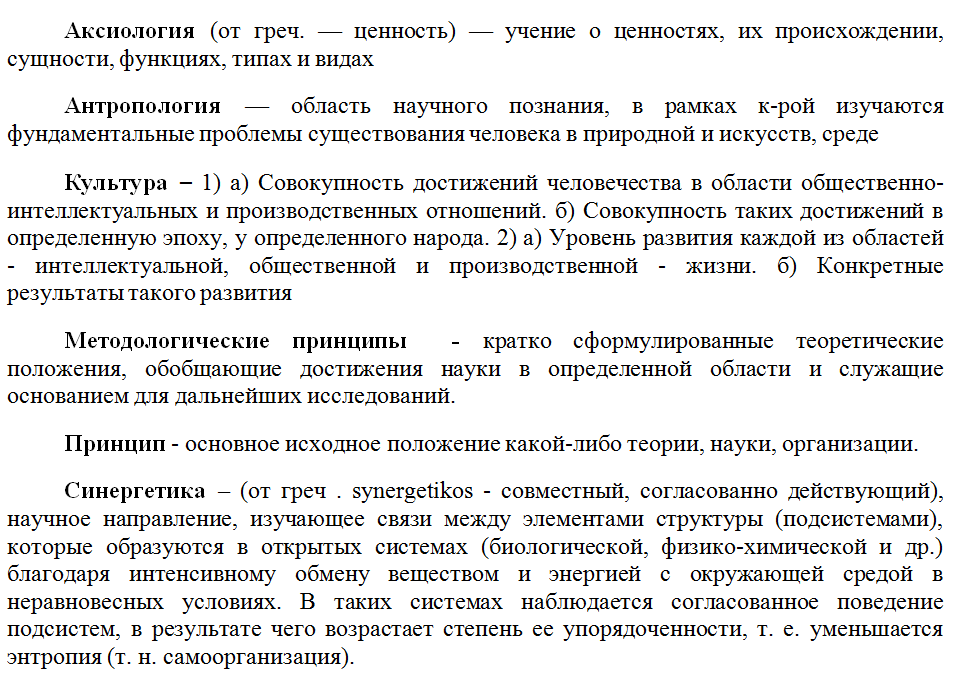 Аксиология (от греч. — ценность) — учение о ценностях, их происхождении,
сущности, функциях, типах и видах
Антропология — область научного познания, в рамках к-рой изучаются
фундаментальные проблемы существования человека в природной и искусств, среде
Культура – 1) а) Совокупность достижений человечества в области общественно-
интеллектуальных и производственных отношений. б) Совокупность таких достижений в
определенную эпоху, у определенного народа. 2) а) Уровень развития каждой из областей
- интеллектуальной, общественной и производственной - жизни. б) Конкретные
результаты такого развития
Методологические принципы - кратко сформулированные теоретические
положения, обобщающие достижения науки в определенной области и служащие
основанием для дальнейших исследований.
Принцип - основное исходное положение какой-либо теории, науки, организации.
Синергетика – (от греч . synergetikos - совместный, согласованно действующий),
научное направление, изучающее связи между элементами структуры (подсистемами),
которые образуются в открытых системах (биологической, физико-химической и др.)
благодаря интенсивному обмену веществом и энергией с окружающей средой в
неравновесных условиях. В таких системах наблюдается согласованное поведение
подсистем, в результате чего возрастает степень ее упорядоченности, т. е. уменьшается
энтропия (т. н. самоорганизация).